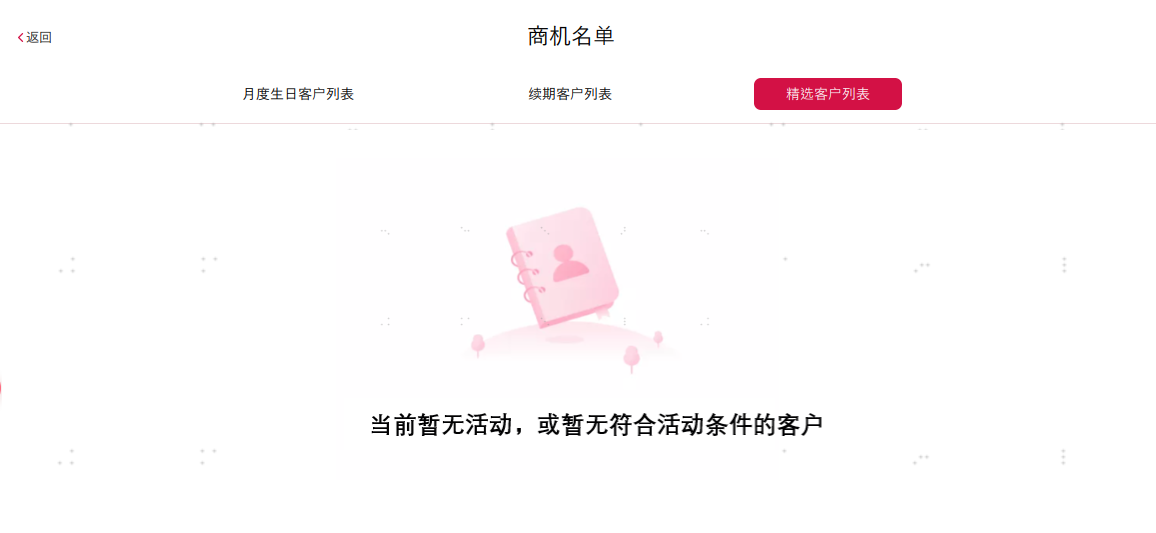 返回
商机名单
月度生日客户列表
续期客户列表
精选客户列表
当前暂无活动，或暂无符合活动条件的客户